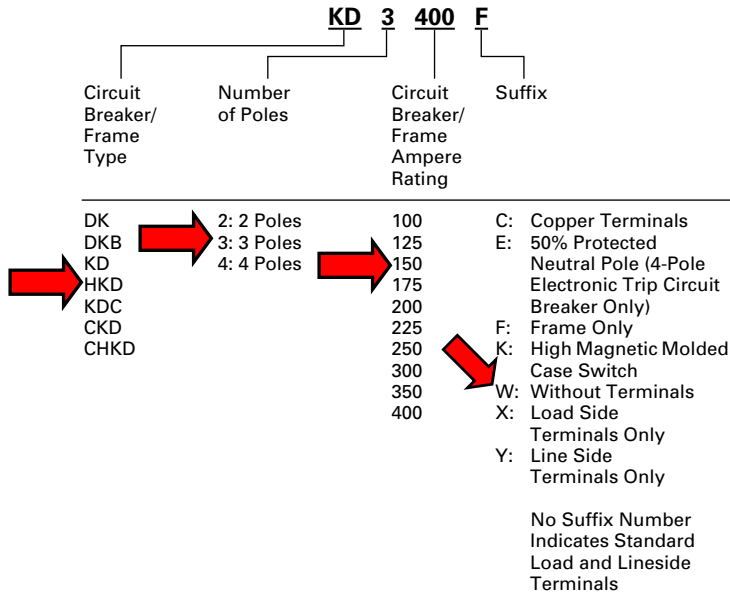 KD 3 400 F
Circuit
Breaker/
Frame
Type
Number
of Poles
Circuit
Breaker/
Frame
Ampere
Rating
Suffix
DK
DKB
KD
HKD
KDC
CKD
CHKD
2: 2 Poles
3: 3 Poles
4: 4 Poles
100
125
150
175
200
225
250
300
350
400
C: Copper Terminals
E: 50% Protected
Neutral Pole (4-Pole
Electronic Trip Circuit
Breaker Only)
F: Frame Only
K: High Magnetic Molded
Case Switch
W: Without Terminals
X: Load Side
Terminals Only
Y: Line Side
Terminals Only
No Suffix Number
Indicates Standard
Load and Lineside
Terminals